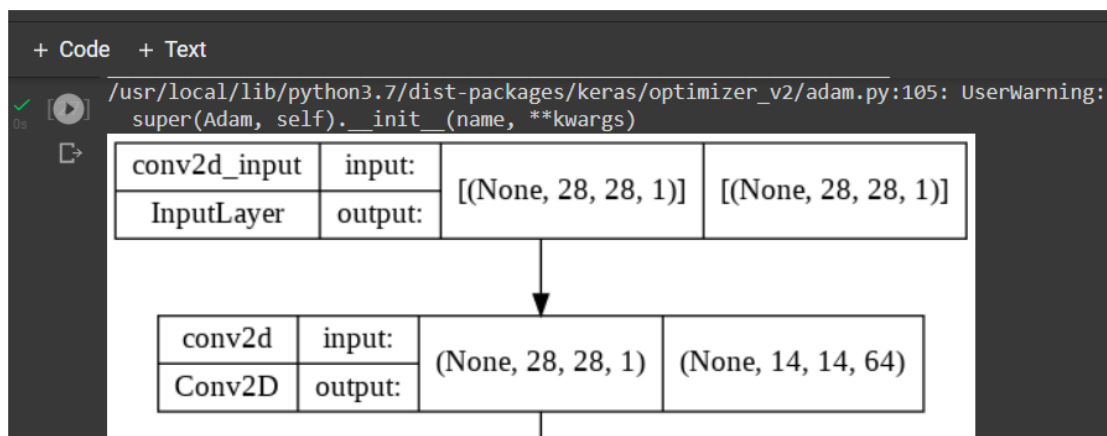 + Code + Text
/usr/local/lib/python3.7/dist-packages/keras/optimizer_v2/adam.py:105: UserWarning:
0s
super(Adam, self).__init__(name, **kwargs)
conv2d_input input: [(None, 28, 28, 1)] [(None, 28, 28, 1)]
InputLayer output:
conv2d input: (None, 28, 28, 1) (None, 14, 14, 64)
Conv2D output: